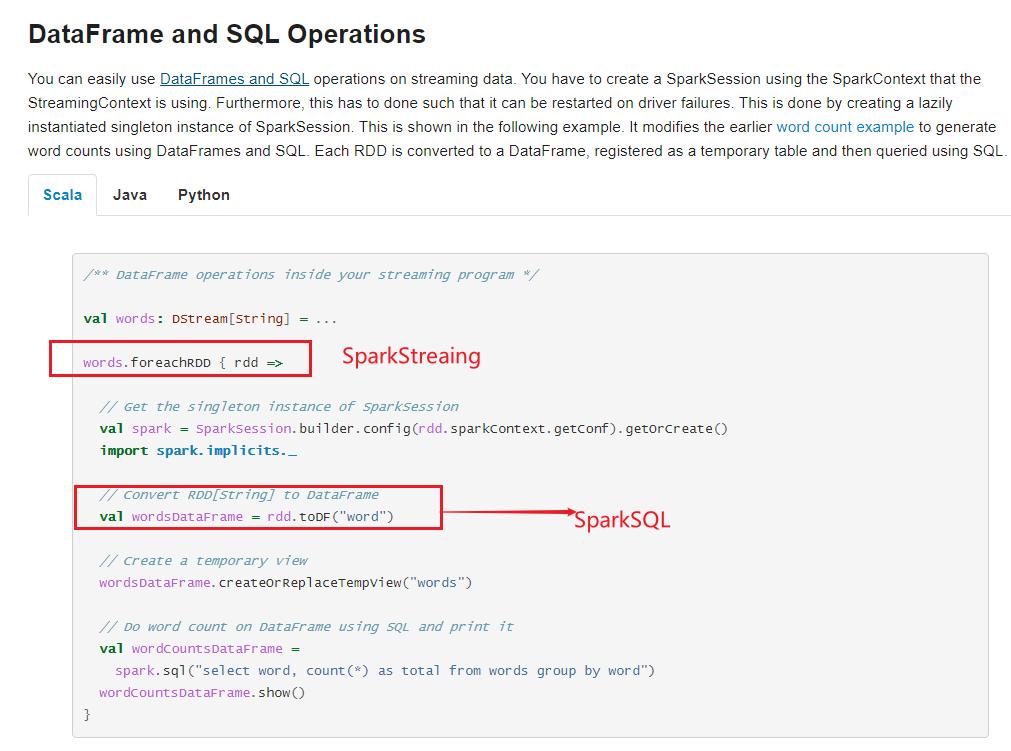 DataFrame and SQL Operations
You can easily use DataFrames and SQL operations on streaming data. You have to create a SparkSession using the SparkContext that the
StreamingContext is using. Furthermore, this has to done such that it can be restarted on driver failures. This is done by creating a lazily
instantiated singleton instance of SparkSession. This is shown in the following example. It modifies the earlier word count example to generate
word counts using DataFrames and SQL. Each RDD is converted to a DataFrame, registered as a temporary table and then queried using SQL.
Scala Java Python
/** DataFrame operations inside your streaming program */
val words: DStream[String] = ...
words.foreachRDD { rdd =>
SparkStreaing
// Get the singleton instance of SparkSession
val spark = SparkSession.builder.config(rdd.sparkContext.getConf).getOrCreate()
import spark.implicits._
// Convert RDD[String] to DataFrame
val wordsDataFrame = rdd.toDF("word")
SparkSQL
// Create a temporary view
wordsDataFrame.createOrReplaceTempView("words")
// Do word count on DataFrame using SQL and print it
val wordCountsDataFrame =
spark.sql("select word, count(*) as total from words group by word")
wordCountsDataFrame.show()
}